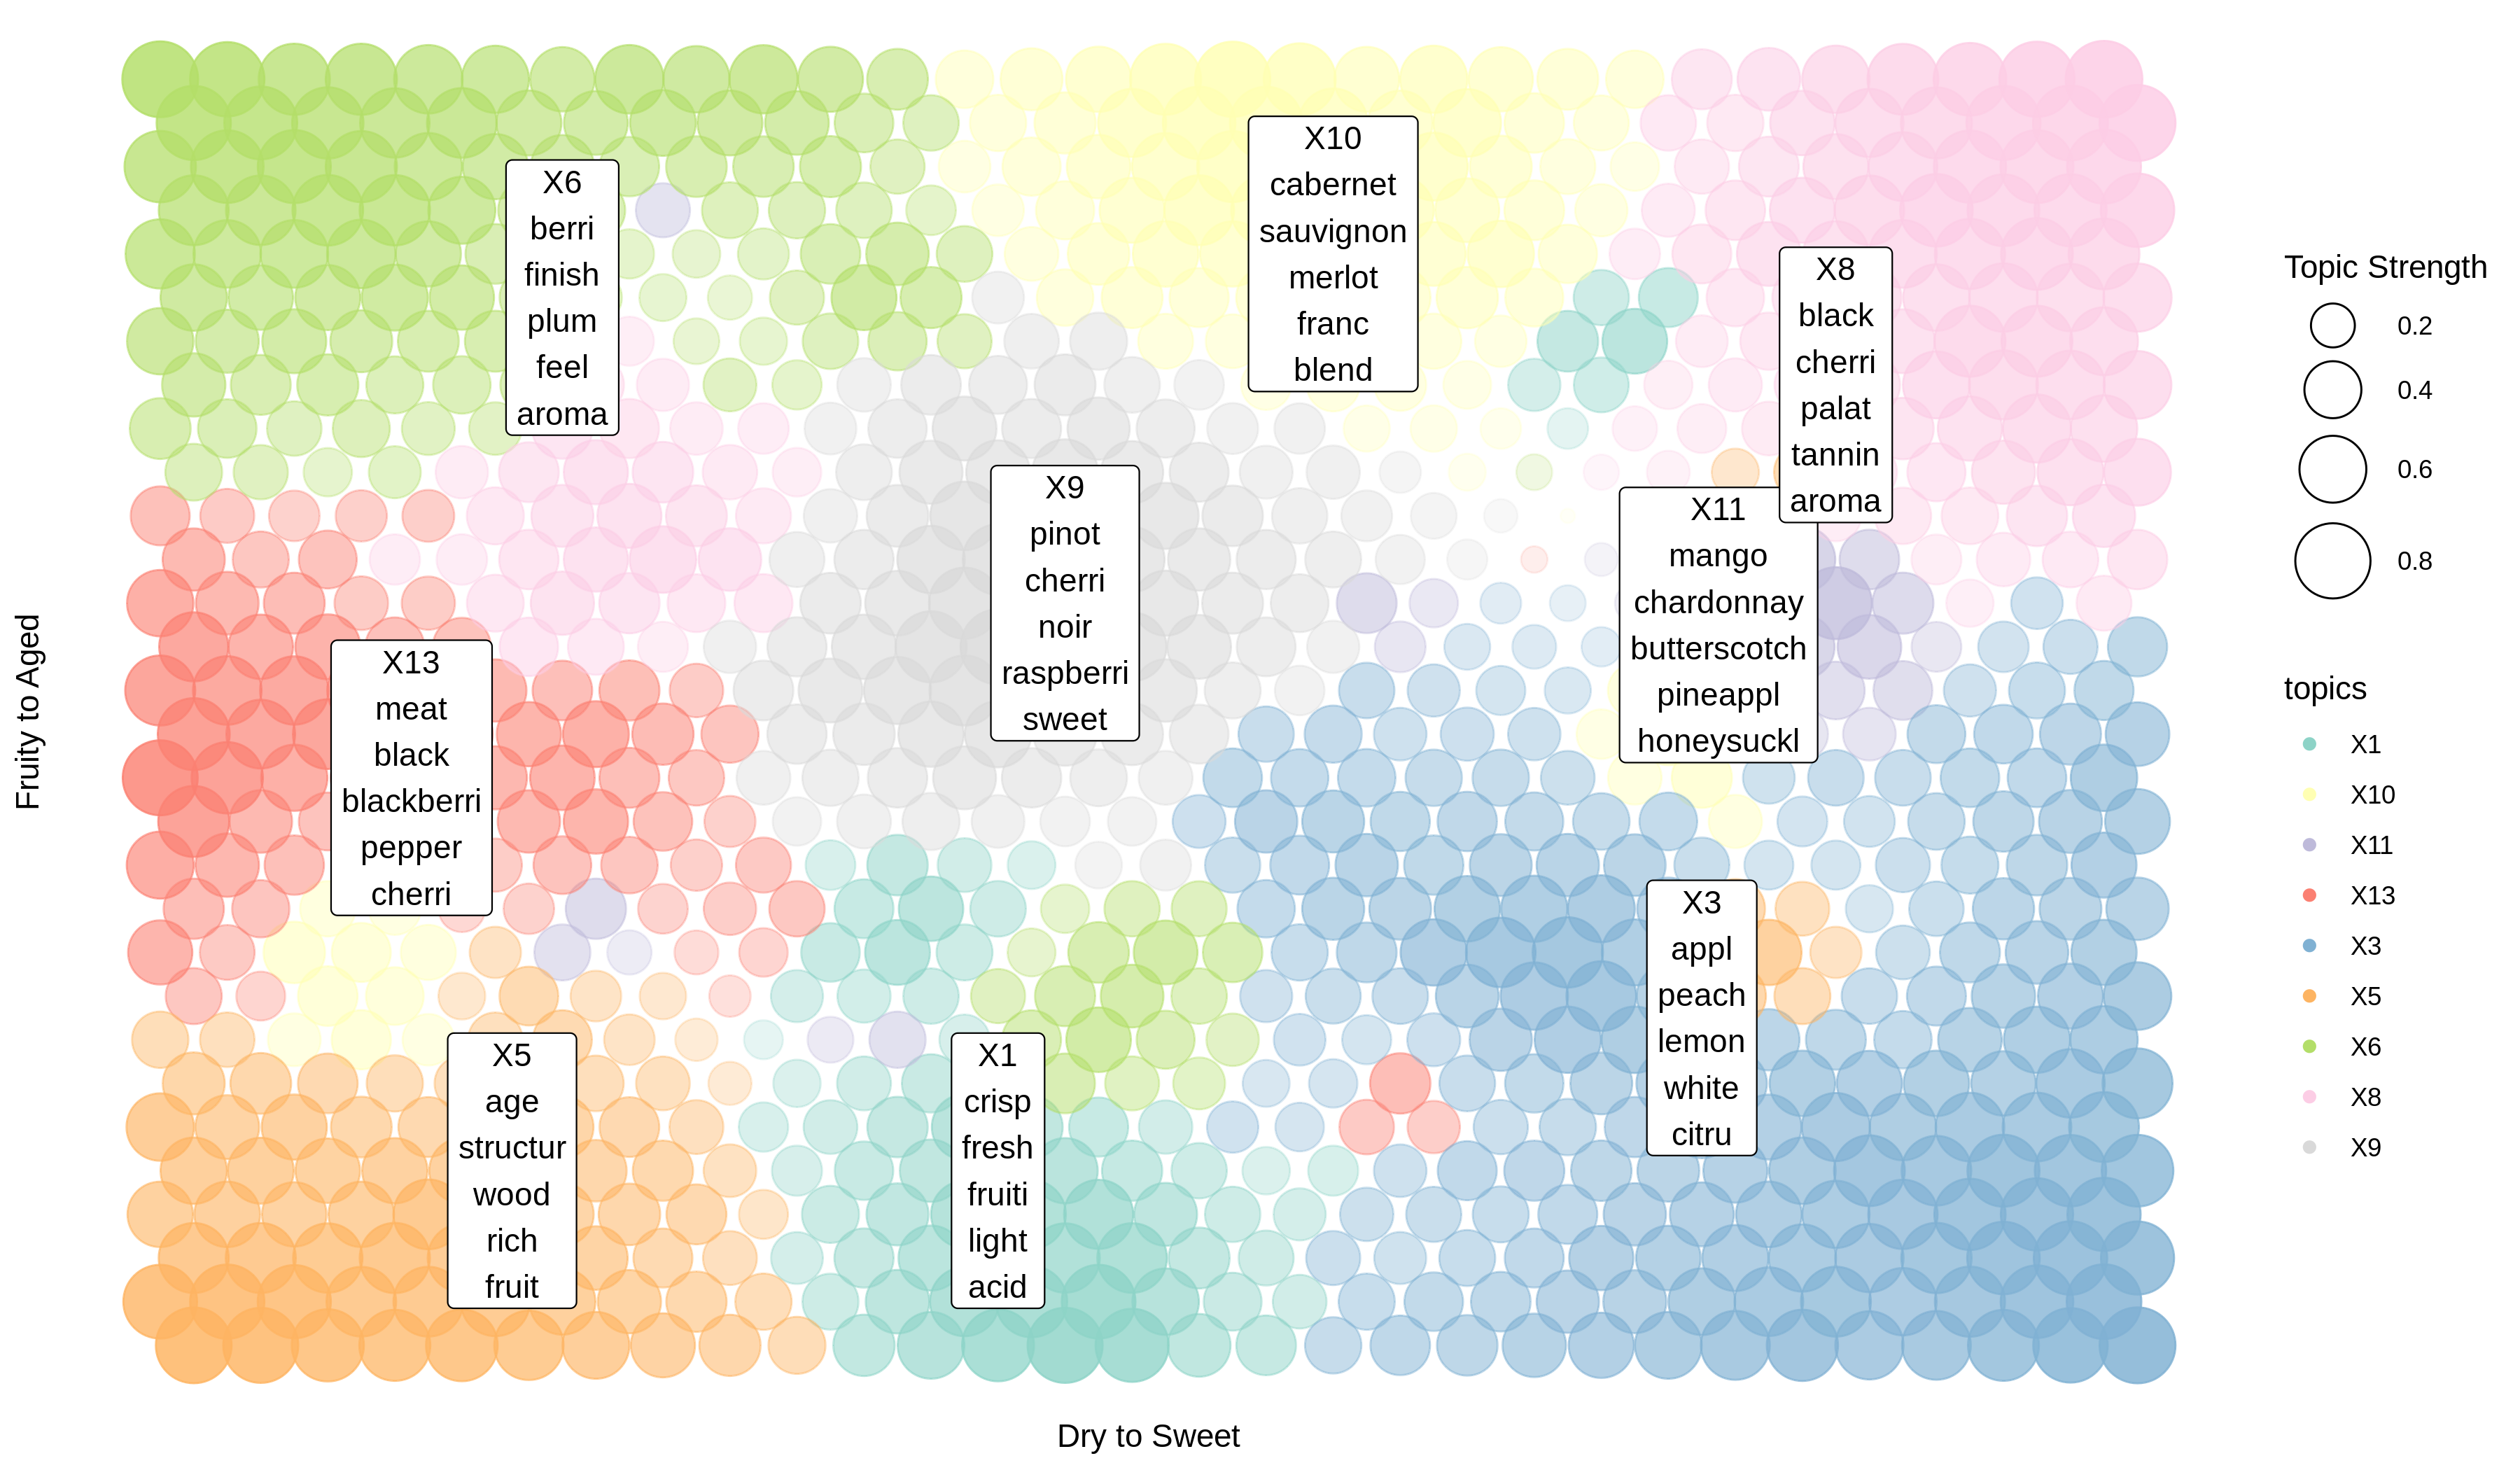 X6
berri
finish
plum
feel
aroma
X10
cabernet
sauvignon
merlot
franc
blend
X8
black
cherri
palat
tannin
aroma
X9
pinot
cherri
noir
raspberri
sweet
X11
mango
chardonnay
butterscotch
pineappl
honeysuckl
X13
meat
black
blackberri
pepper
cherri
X3
appl
peach
lemon
white
citru
X5
age
structur
wood
rich
fruit
X1
crisp
fresh
fruiti
light
acid
Fruity to Aged
Dry to Sweet
Topic Strength
0.2
0.4
0.6
0.8
topics
X1
X10
X11
X13
X3
X5
X6
X8
X9